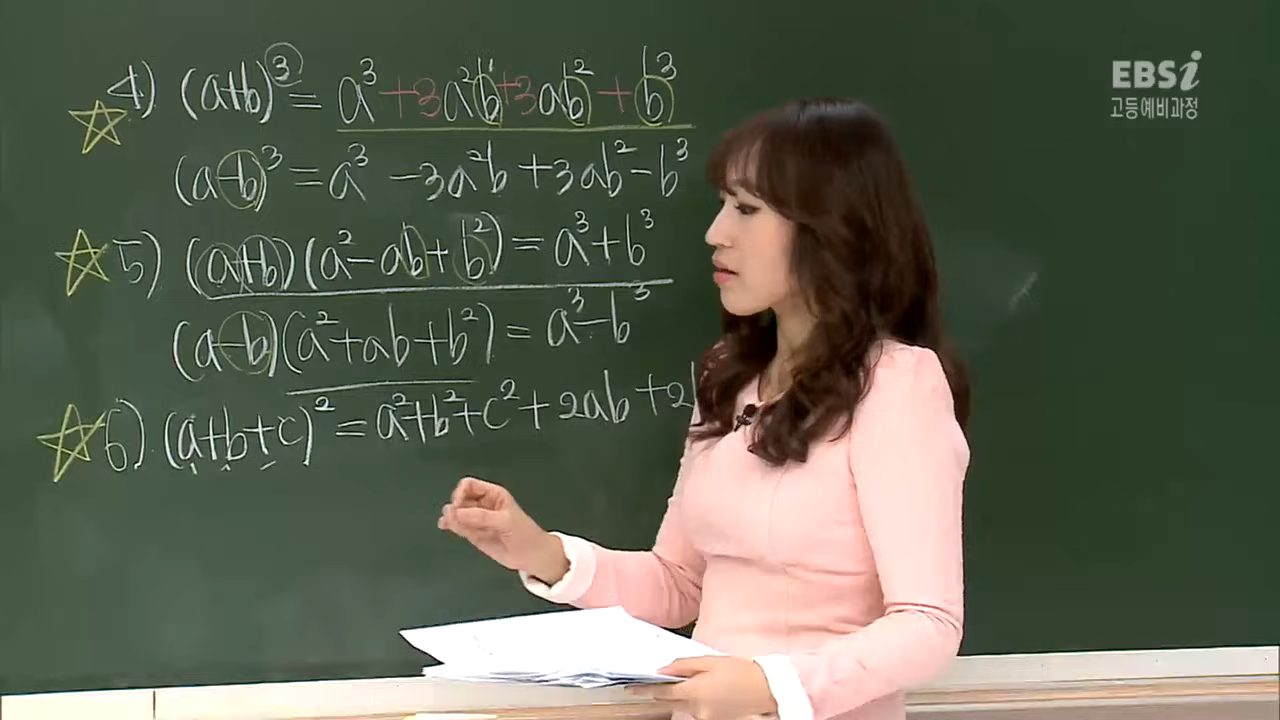 4) (a+b)³ = a³+3a²b¹+3ab²+b³
(a-b)³ = a³-3a²b+3ab²-b³
5) (a+b)(a²-ab+b²) = a³+b³
(a-b)(a²+ab+b²) = a³-b³
6) (a+b+c)² = a²+b²+c²+2ab+2
EBSi
고등예비과정